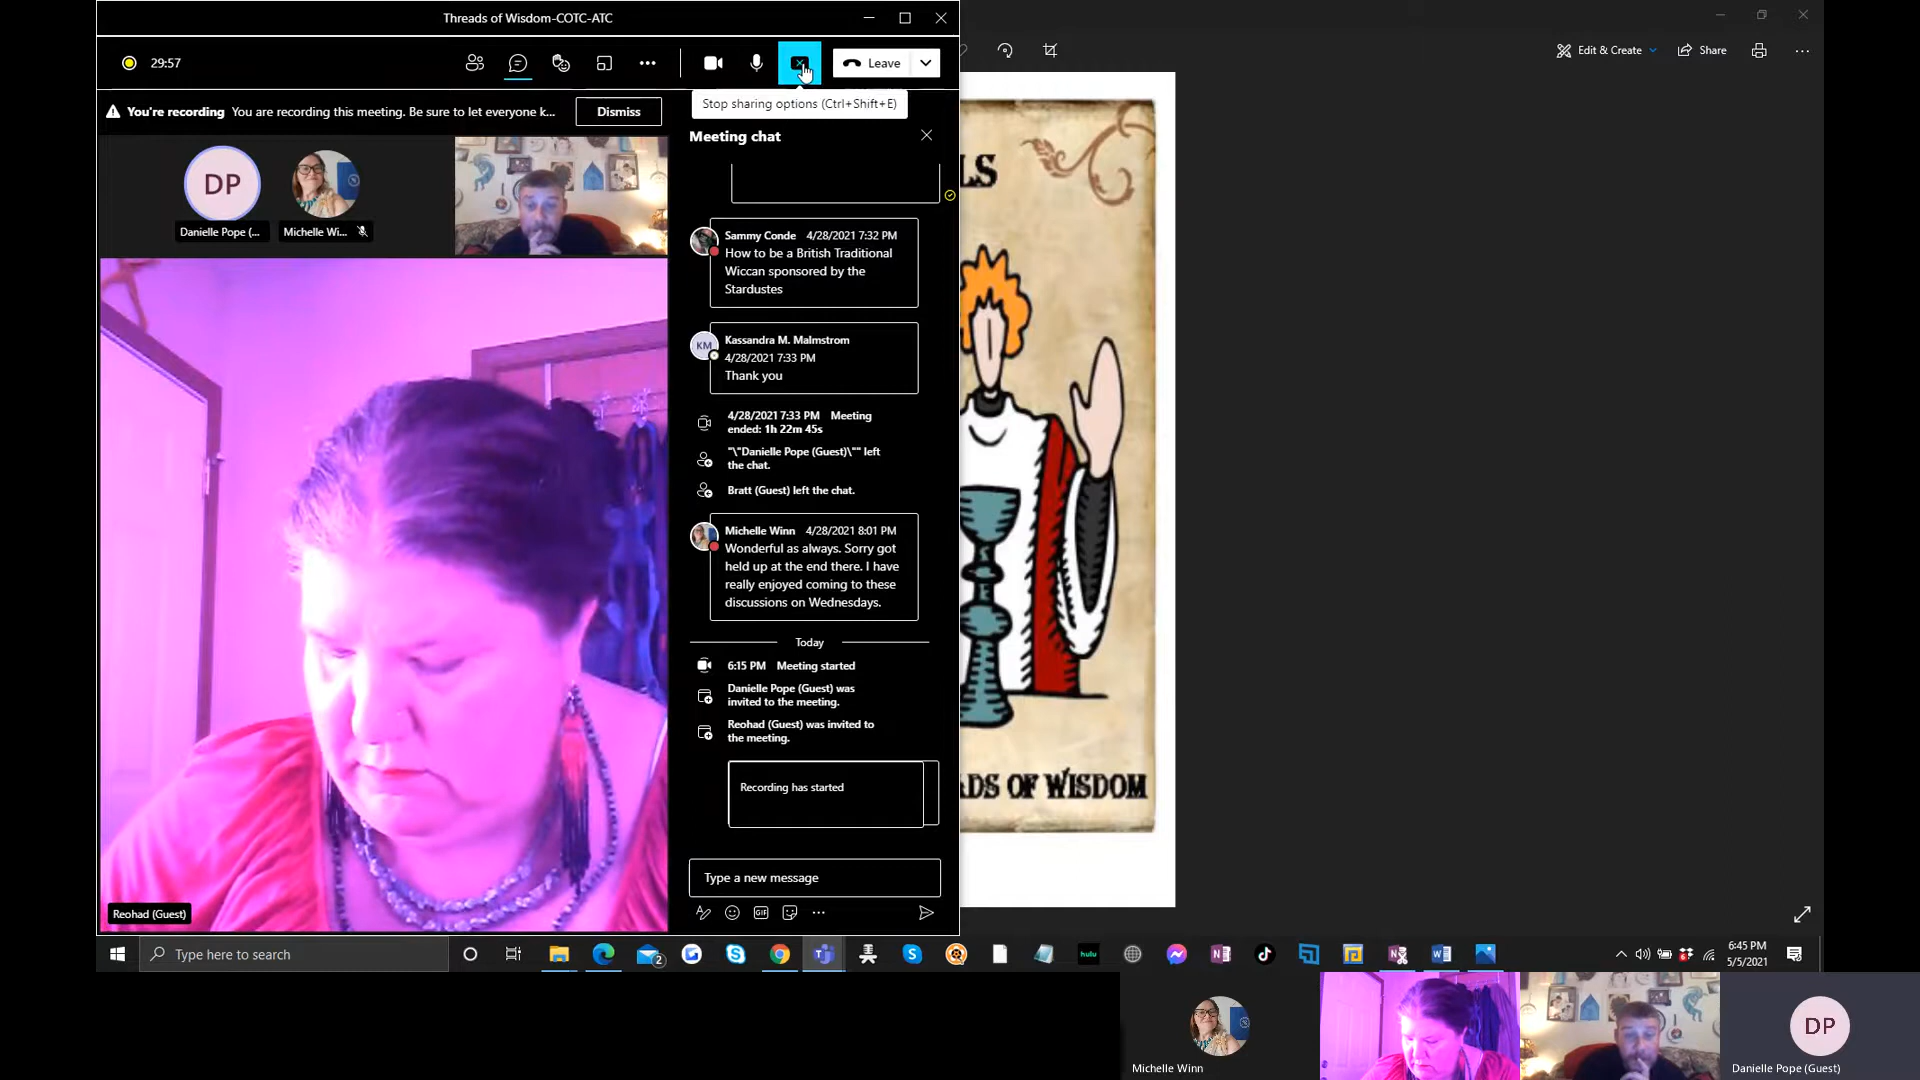 Threads of Wisdom-COTC-ATC
29:57
Leave
Edit & Create
Share
Stop sharing options (Ctrl+Shift+E)
You're recording You are recording this meeting. Be sure to let everyone k...
Dismiss
Meeting chat
DP
Danielle Pope (...
Michelle Wi...
LS
Sammy Conde 4/28/2021 7:32 PM
How to be a British Traditional
Wiccan sponsored by the
Stardustes
KM
Kassandra M. Malmstrom
4/28/2021 7:33 PM
Thank you
4/28/2021 7:33 PM Meeting
ended: 1h 22m 45s
"\"Danielle Pope (Guest)\"" left
the chat.
Bratt (Guest) left the chat.
Michelle Winn 4/28/2021 8:01 PM
Wonderful as always. Sorry got
held up at the end there. I have
really enjoyed coming to these
discussions on Wednesdays.
Today
6:15 PM Meeting started
Danielle Pope (Guest) was
invited to the meeting.
Reohad (Guest) was invited to
the meeting.
Recording has started
ADS OF WISDOM
Type a new message
GIF
Reohad (Guest)
Type here to search
2
hulu
6:45 PM
5/5/2021
Michelle Winn
DP
Danielle Pope (Guest)